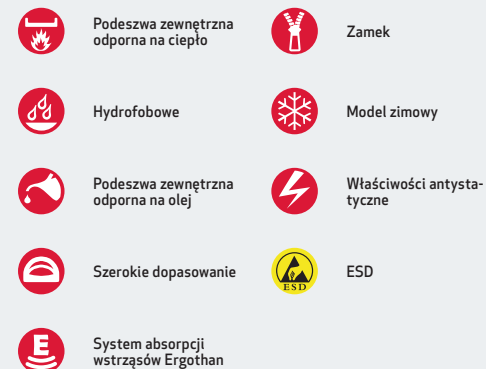 Podeszwa zewnętrzna
odporna na ciepło
Zamek
Hydrofobowe
Model zimowy
Podeszwa zewnętrzna
odporna na olej
Właściwości antysta-
tyczne
Szerokie dopasowanie
ESD
ESD
E
System absorpcji
wstrząsów Ergothan